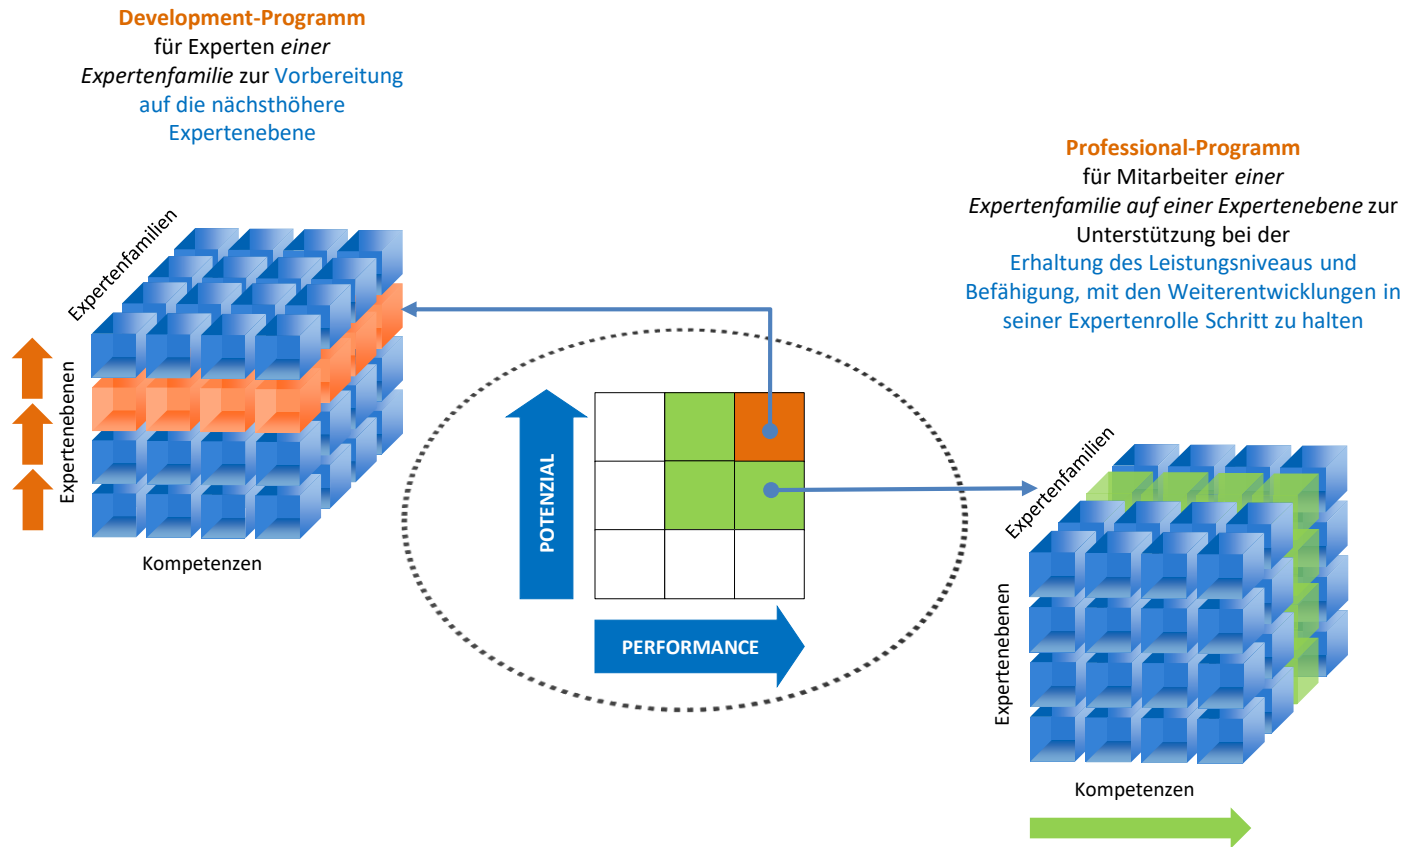 Development-Programm
für Experten einer
Expertenfamilie zur Vorbereitung
auf die nächsthöhere
Expertenebene
Professional-Programm
für Mitarbeiter einer
Expertenfamilie auf einer Expertenebene zur
Unterstützung bei der
Erhaltung des Leistungsniveaus und
Befähigung, mit den Weiterentwicklungen in
seiner Expertenrolle Schritt zu halten
Expertenfamilien
Expertenebenen
Kompetenzen
POTENZIAL
PERFORMANCE
Expertenfamilien
Expertenebenen
Kompetenzen